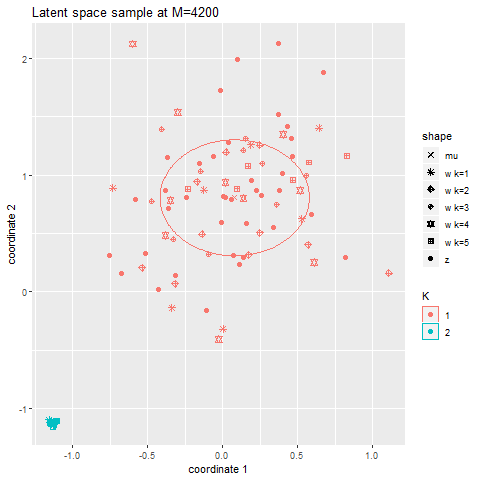 Latent space sample at M=4200
coordinate 2
2
1
0
-1
-1.0
-0.5
0.0
0.5
1.0
coordinate 1
shape
mu
w k=1
w k=2
w k=3
w k=4
w k=5
z
K
1
2